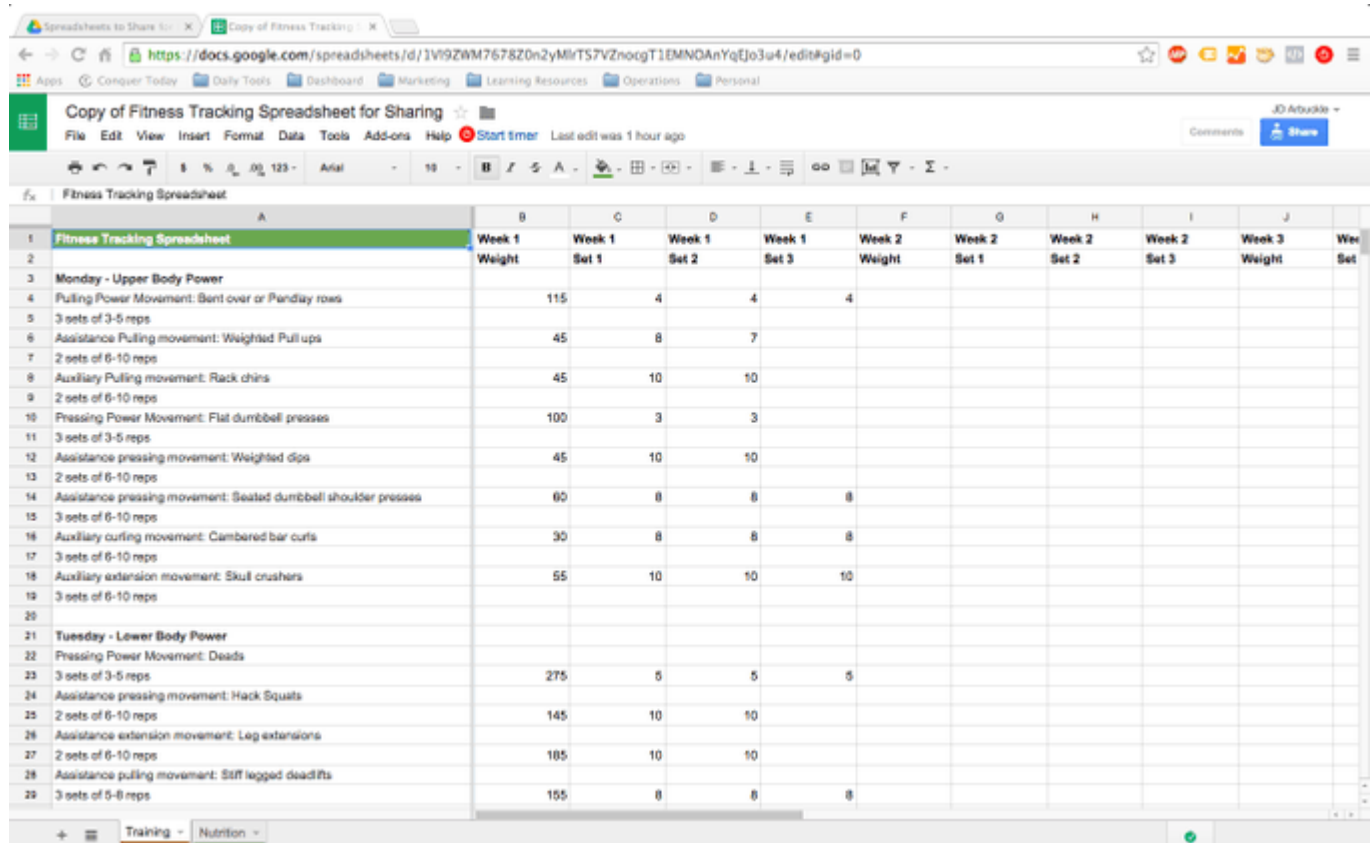 Spreadsheets to Share for
Copy of Fitness Tracking S
https://docs.google.com/spreadsheets/d/1VI9ZWM7678Z0n2yMlrTS7VZnocgT1EMNOAnYqEJo3u4/edit#gid=0
Apps Conquer Today Daily Tools Dashboard Marketing Learning Resources Operations Personal
Copy of Fitness Tracking Spreadsheet for Sharing
JD Arbuckle
File Edit View Insert Format Data Tools Add-ons Help Start timer Last edit was 1 hour ago
Comments Share
$ % .0 .00 123 Arial 10 B I S A
fx Fitness Tracking Spreadsheet
A B C D E F G H I J
1 Fitness Tracking Spreadsheet Week 1 Week 1 Week 1 Week 1 Week 2 Week 2 Week 2 Week 2 Week 3 Wee
2 Weight Set 1 Set 2 Set 3 Weight Set 1 Set 2 Set 3 Weight Set
3 Monday - Upper Body Power
4 Pulling Power Movement: Bent over or Pendlay rows 115 4 4 4
5 3 sets of 3-5 reps
6 Assistance Pulling movement: Weighted Pull ups 45 8 7
7 2 sets of 6-10 reps
8 Auxiliary Pulling movement: Rack chins 45 10 10
9 2 sets of 6-10 reps
10 Pressing Power Movement: Flat dumbbell presses 100 3 3
11 3 sets of 3-5 reps
12 Assistance pressing movement: Weighted dips 45 10 10
13 2 sets of 6-10 reps
14 Assistance pressing movement: Seated dumbbell shoulder presses 60 8 8 8
15 3 sets of 6-10 reps
16 Auxiliary curling movement: Cambered bar curls 30 8 8 8
17 3 sets of 6-10 reps
18 Auxiliary extension movement: Skull crushers 55 10 10 10
19 3 sets of 6-10 reps
20
21 Tuesday - Lower Body Power
22 Pressing Power Movement: Deads
23 3 sets of 3-5 reps 275 5 5 5
24 Assistance pressing movement: Hack Squats
25 2 sets of 6-10 reps 145 10 10
26 Assistance extension movement: Leg extensions
27 2 sets of 6-10 reps 185 10 10
28 Assistance pulling movement: Stiff legged deadlifts
29 3 sets of 5-8 reps 155 8 8 8
Training Nutrition